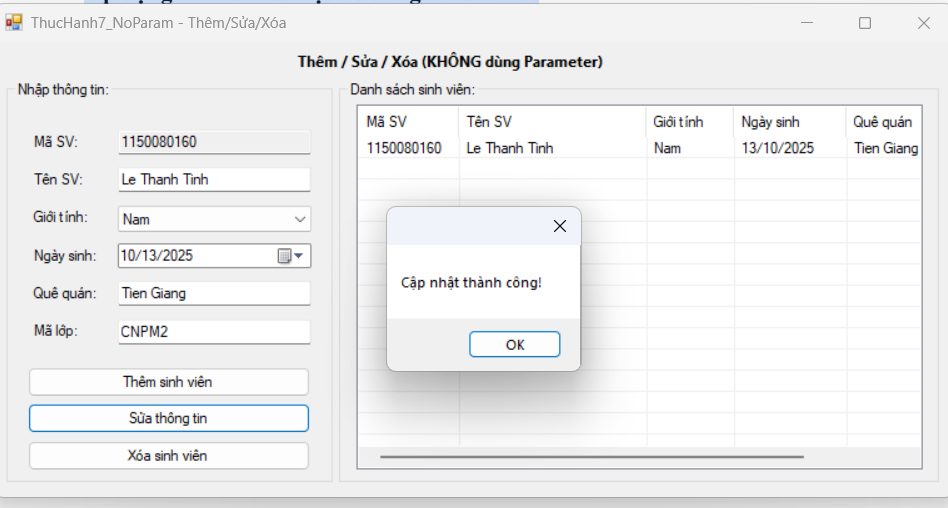 ThucHanh7_NoParam - Thêm/Sửa/Xóa
Thêm / Sửa / Xóa (KHÔNG dùng Parameter)
Nhập thông tin:
Mã SV: 1150080160
Tên SV: Le Thanh Tinh
Giới tính: Nam
Ngày sinh: 10/13/2025
Quê quán: Tien Giang
Mã lớp: CNPM2
Thêm sinh viên
Sửa thông tin
Xóa sinh viên
Danh sách sinh viên:
Mã SV Tên SV Giới tính Ngày sinh Quê quán
1150080160 Le Thanh Tinh Nam 13/10/2025 Tien Giang
Cập nhật thành công!
OK